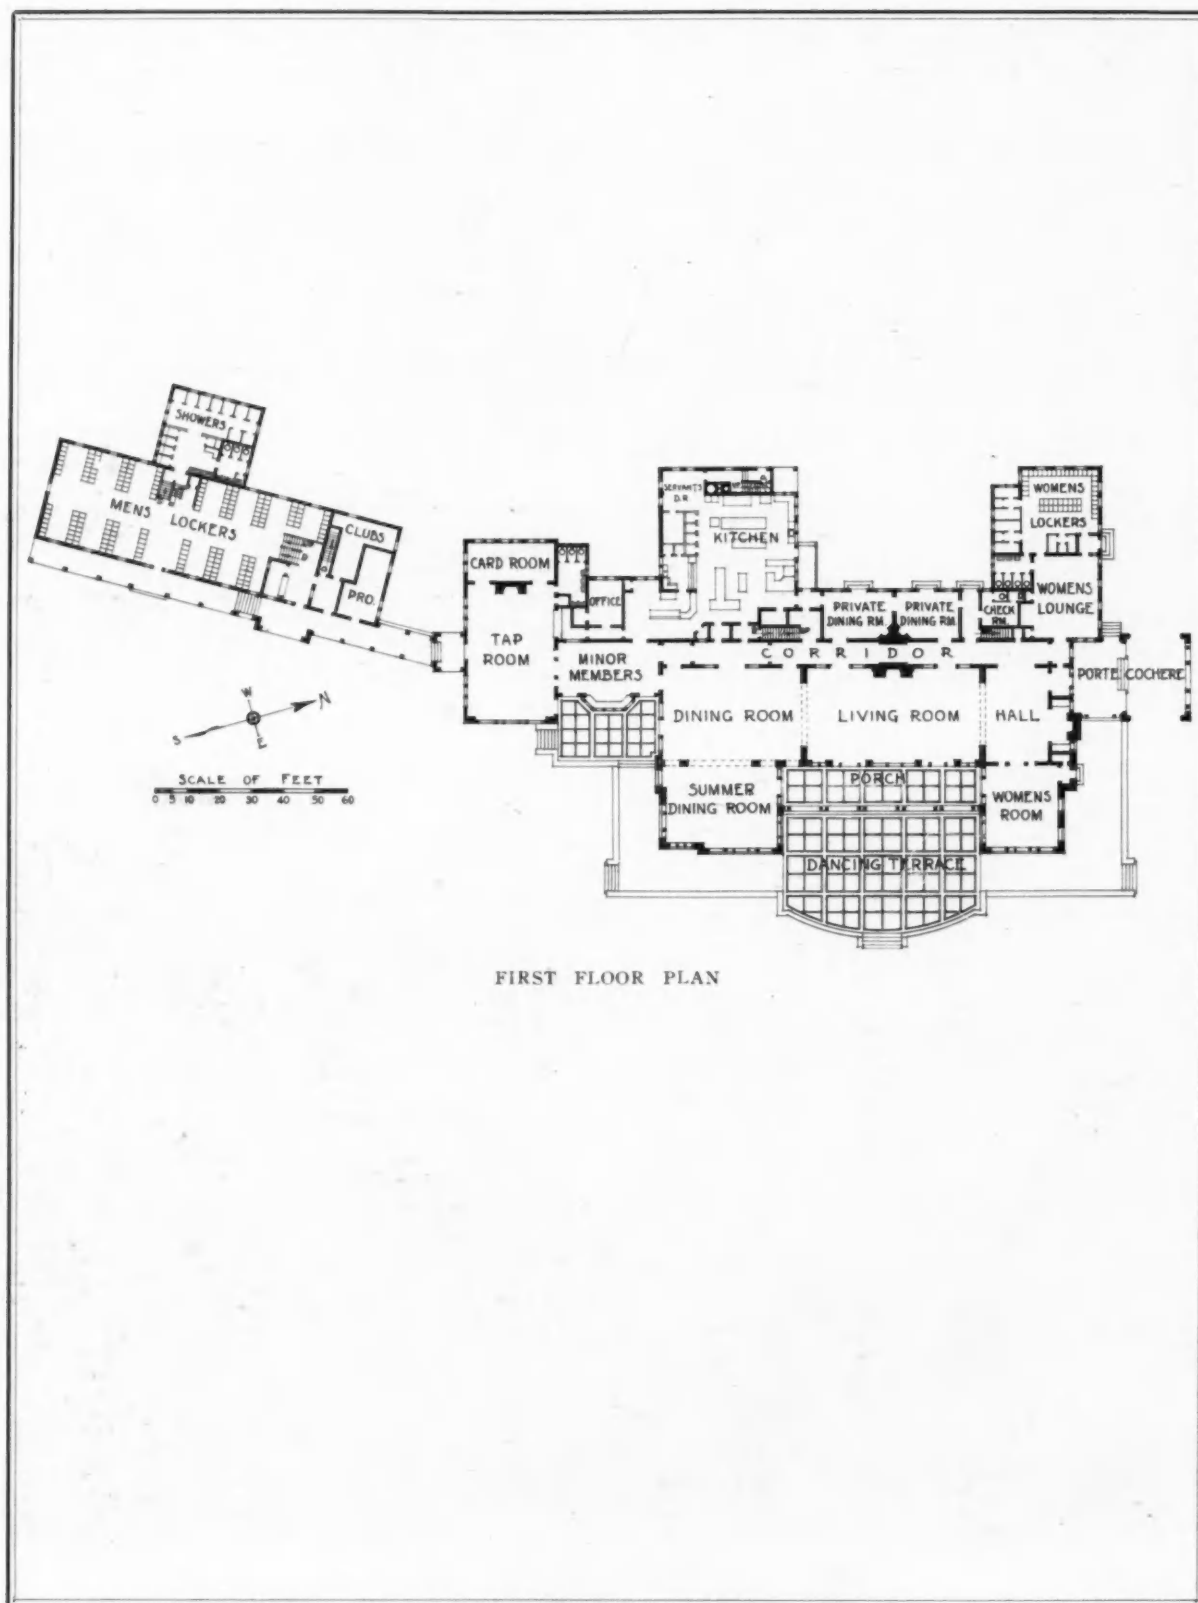 SHOWERS
MENS LOCKERS
CLUBS
PRO.
SERVANTS
D.R.
KITCHEN
WOMENS
LOCKERS
CARD ROOM
OFFICE
PRIVATE
DINING RM.
PRIVATE
DINING RM.
CHECK
RM.
WOMENS
LOUNGE
TAP
ROOM
MINOR
MEMBERS
CORRIDOR
PORTE COCHERE
DINING ROOM
LIVING ROOM
HALL
W
N
S
E
SCALE OF FEET
0 5 10 20 30 40 50 60
SUMMER
DINING ROOM
PORCH
WOMENS
ROOM
DANCING TERRACE
FIRST FLOOR PLAN